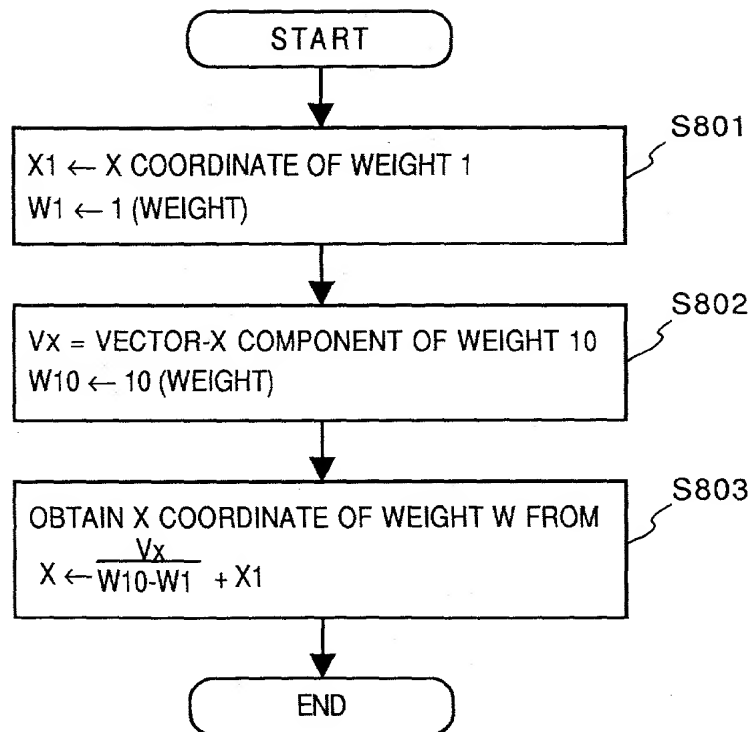 START
S801
X1 ← X COORDINATE OF WEIGHT 1
W1 ← 1 (WEIGHT)
S802
Vx = VECTOR-X COMPONENT OF WEIGHT 10
W10 ← 10 (WEIGHT)
S803
OBTAIN X COORDINATE OF WEIGHT W FROM
Vx
X ← W10-W1 + X1
END